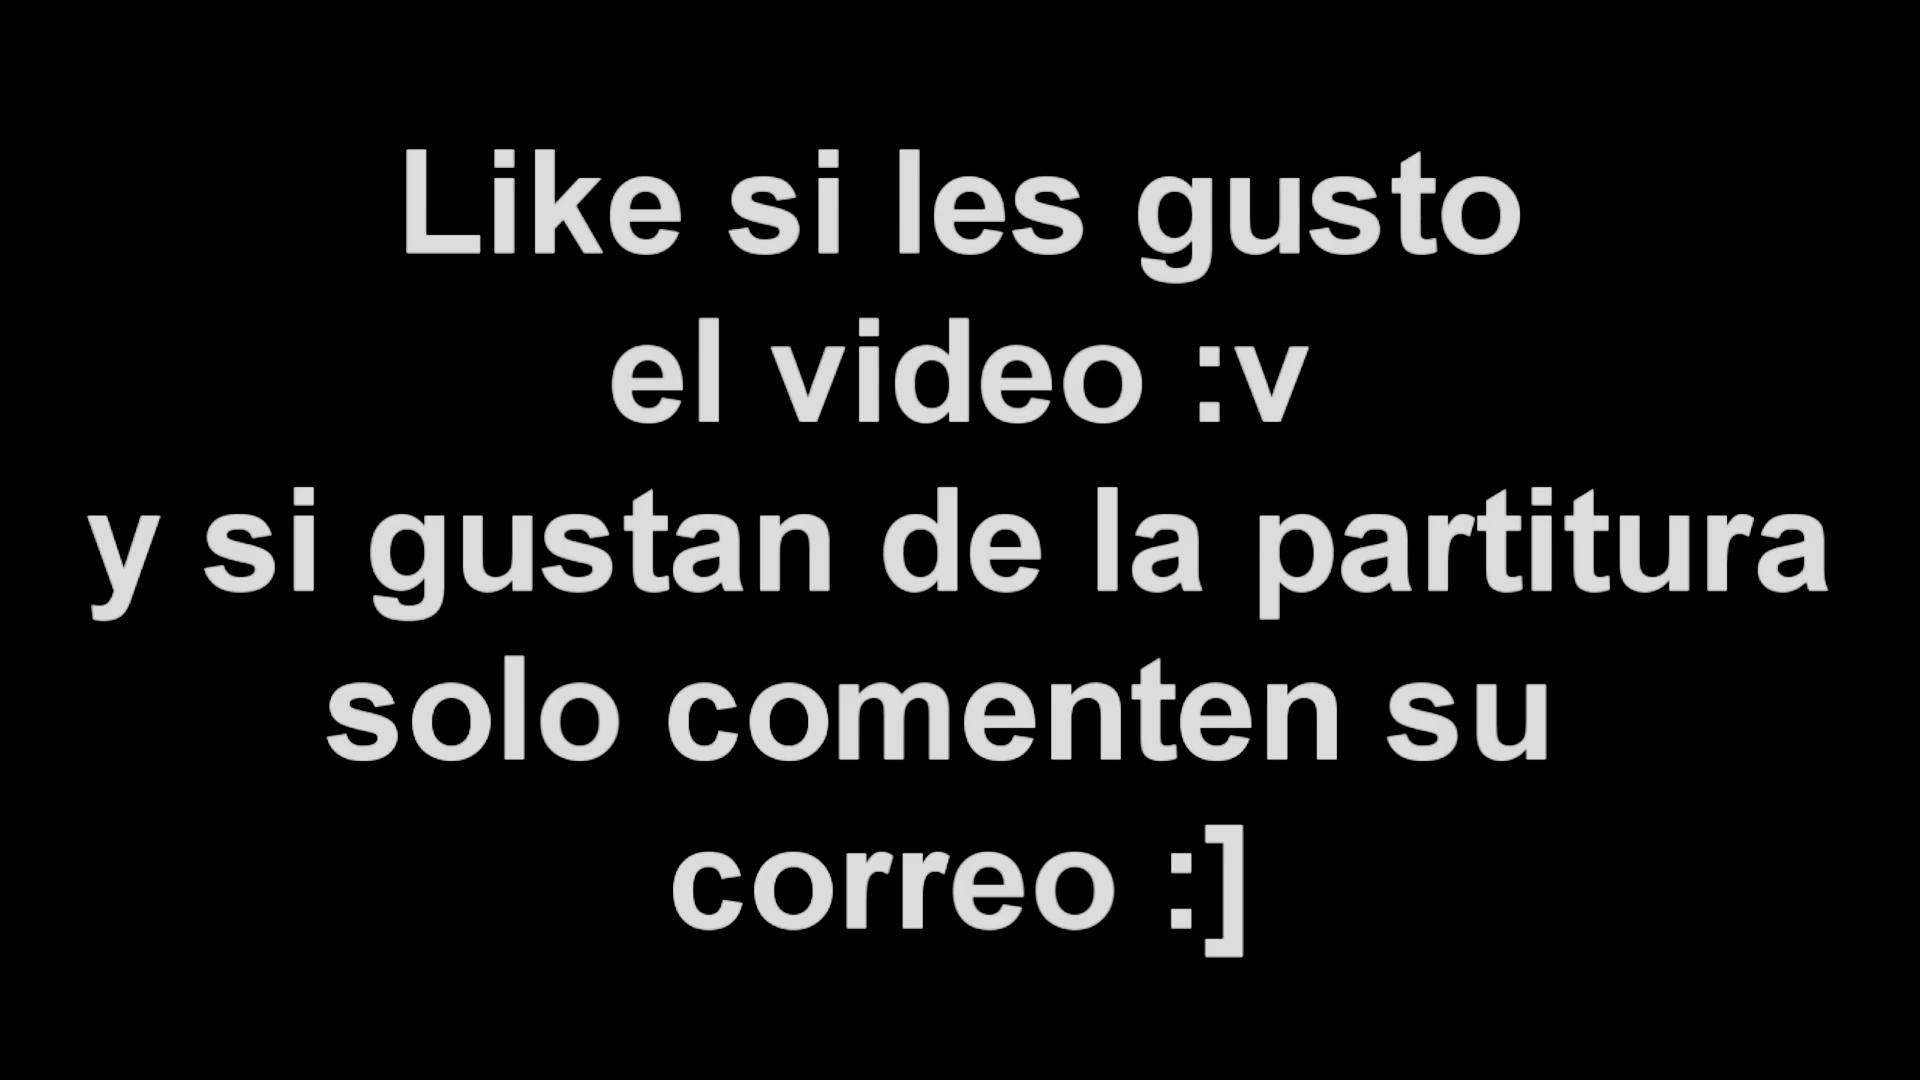 Like si les gusto
el video :v
y si gustan de la partitura
solo comenten su
correo :]